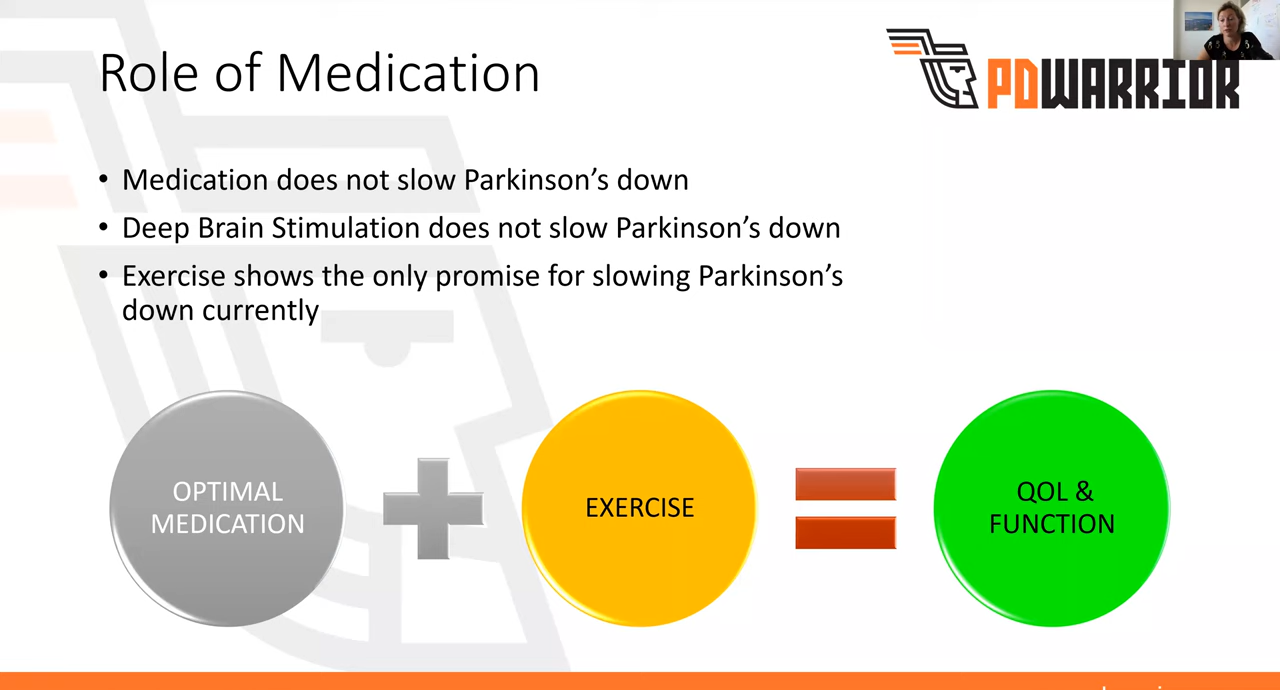 Role of Medication
PDWARRIOR
• Medication does not slow Parkinson’s down
• Deep Brain Stimulation does not slow Parkinson’s down
• Exercise shows the only promise for slowing Parkinson’s
down currently
OPTIMAL
MEDICATION
EXERCISE
QOL &
FUNCTION